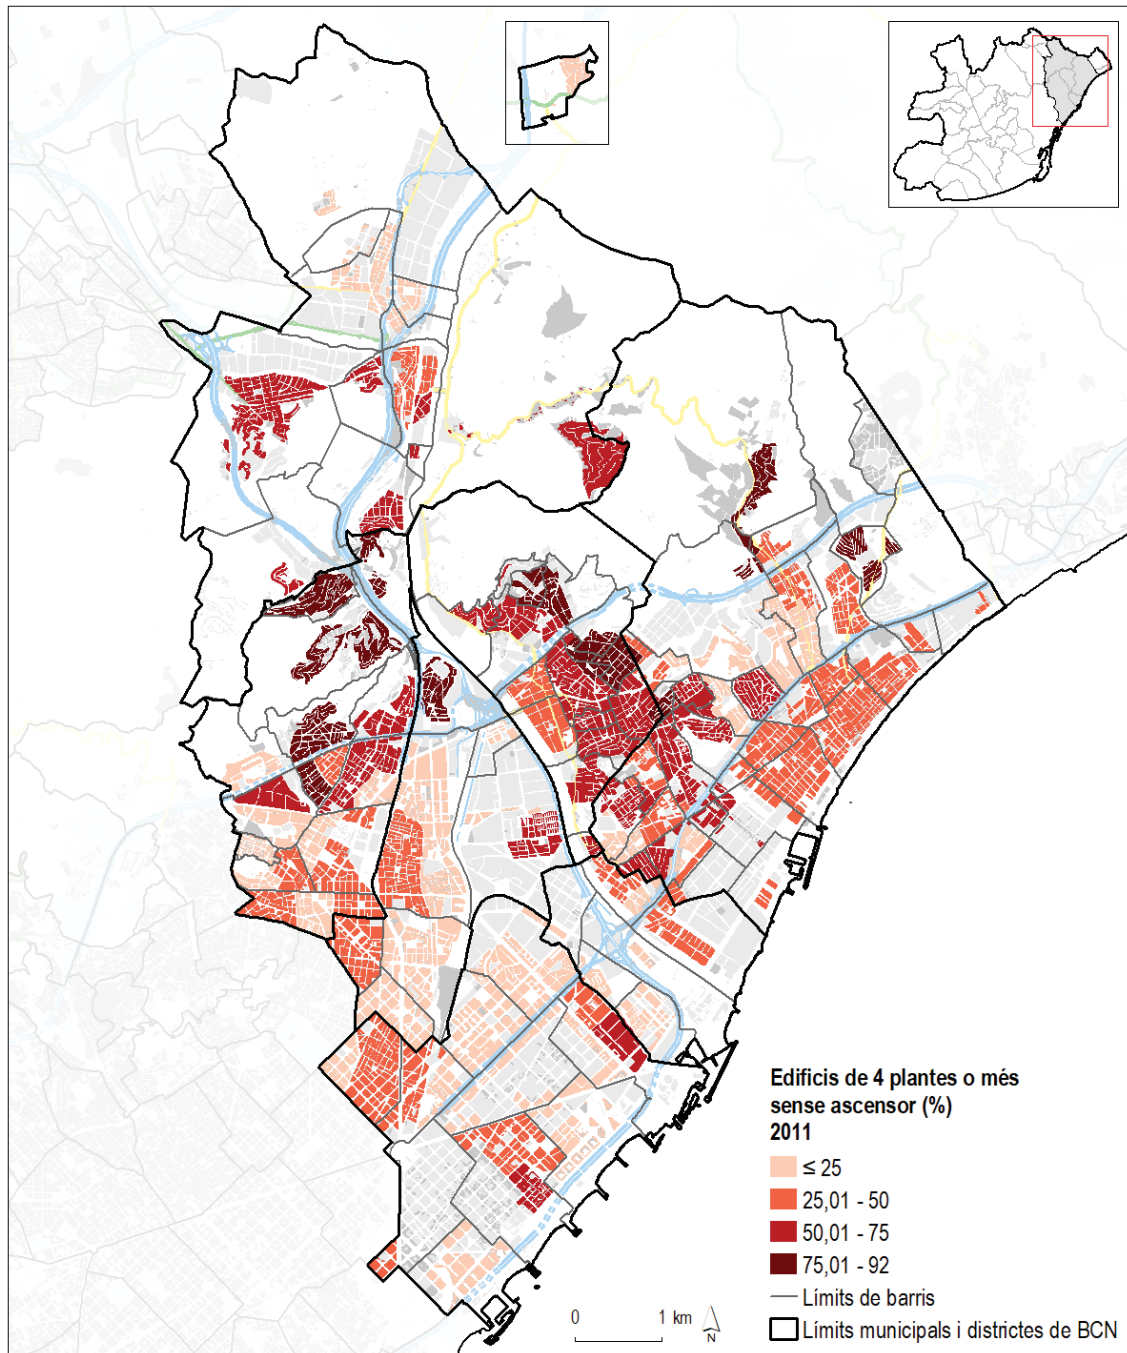 Edificis de 4 plantes o més
sense ascensor (%)
2011
≤ 25
25,01 - 50
50,01 - 75
75,01 - 92
Límits de barris
Límits municipals i districtes de BCN
0 1 km
N